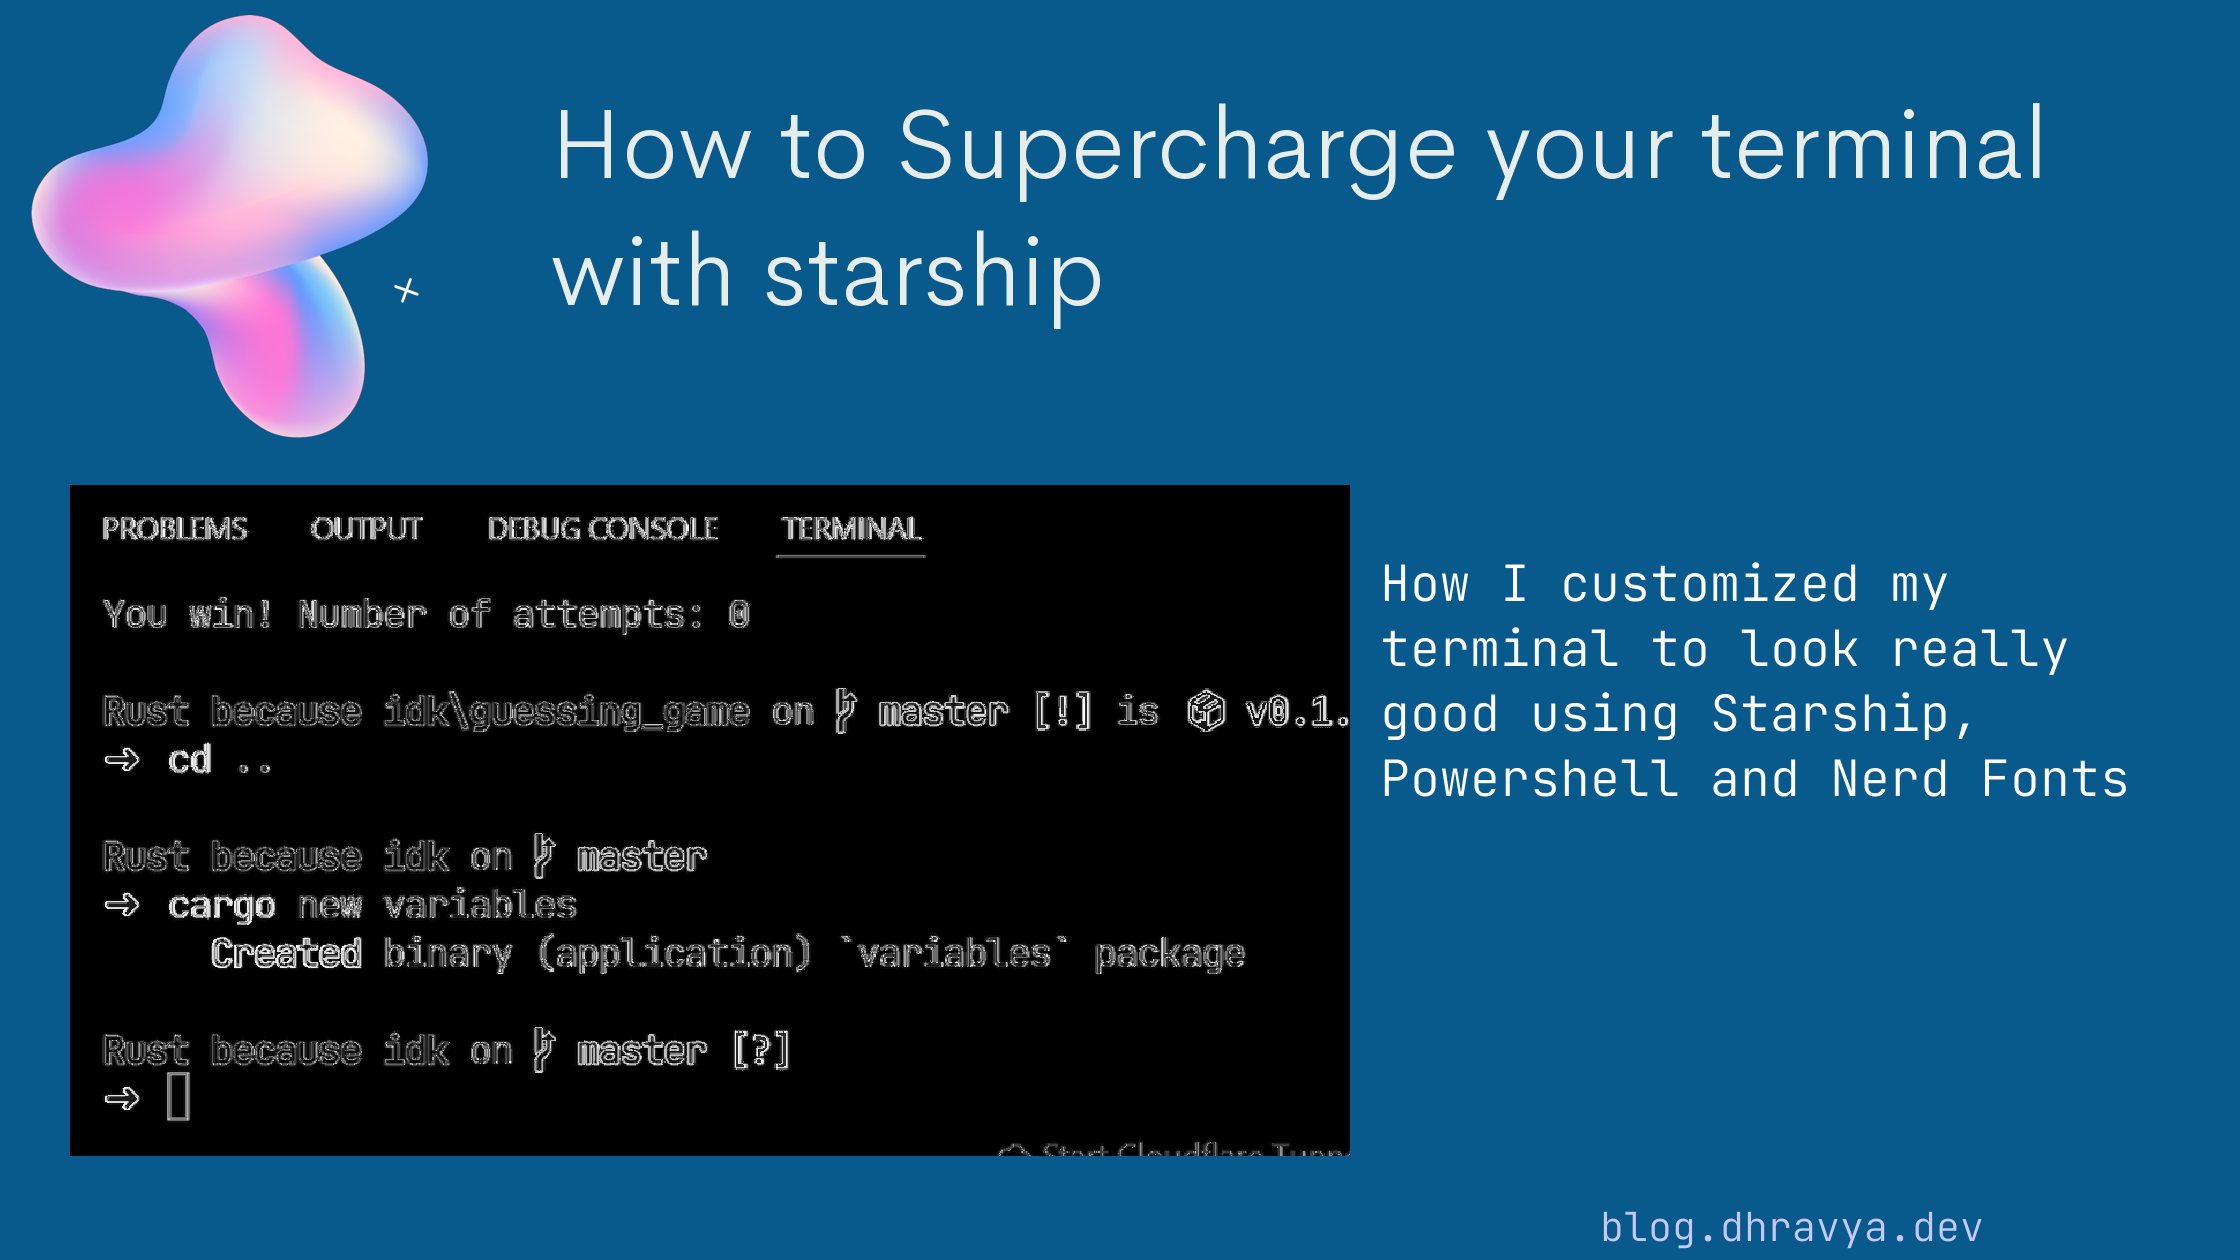 How to Supercharge your terminal
with starship
PROBLEMS OUTPUT DEBUG CONSOLE TERMINAL
You win! Number of attempts: 0
Rust because idk\guessing_game on master [!] is 📦 v0.1.
→ cd ..
Rust because idk on master
→ cargo new variables
Created binary (application) `variables` package
Rust because idk on master [?]
→
Start Cloudflare
How I customized my
terminal to look really
good using Starship,
Powershell and Nerd Fonts
blog.dhravya.dev